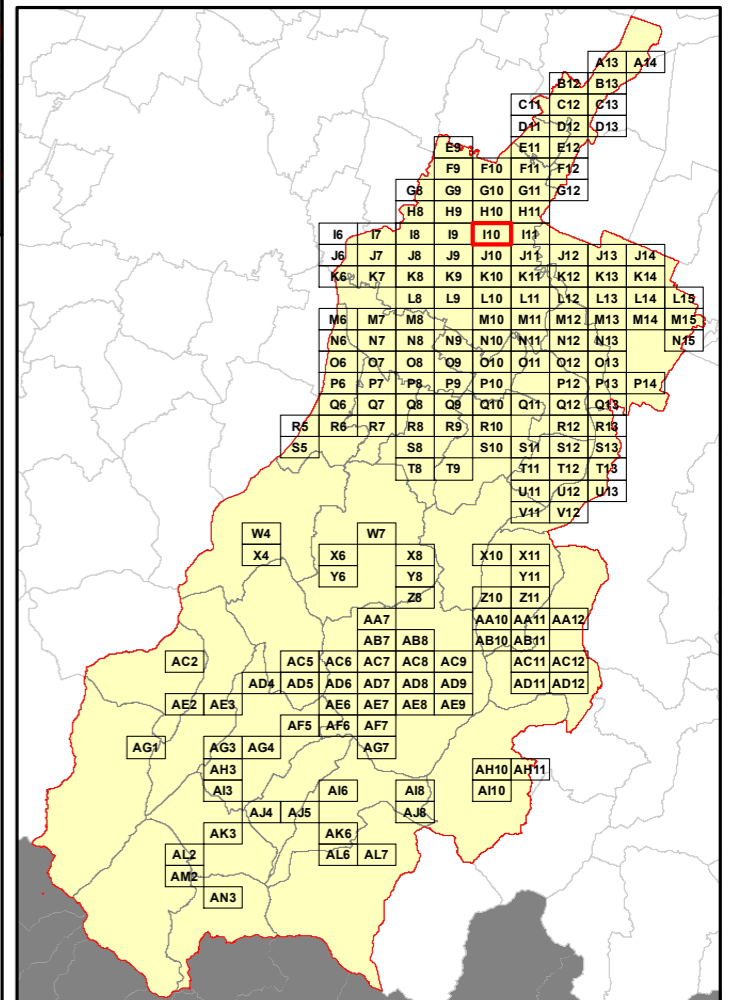 A13 A14
B12 B13
C11 C12 C13
D11 D12 D13
E9 E11 E12
F9 F10 F11 F12
G8 G9 G10 G11 G12
H8 H9 H10 H11
I6 I7 I8 I9 I10 I11
J6 J7 J8 J9 J10 J11 J12 J13 J14
K6 K7 K8 K9 K10 K11 K12 K13 K14
L8 L9 L10 L11 L12 L13 L14 L15
M6 M7 M8 M10 M11 M12 M13 M14 M15
N6 N7 N8 N9 N10 N11 N12 N13 N15
O6 O7 O8 O9 O10 O11 O12 O13
P6 P7 P8 P9 P10 P12 P13 P14
Q6 Q7 Q8 Q9 Q10 Q11 Q12 Q13
R5 R6 R7 R8 R9 R10 R12 R13
S5 S8 S10 S11 S12 S13
T8 T9 T11 T12 T13
U11 U12 U13
V11 V12
W4 W7
X4 X6 X8 X10 X11
Y6 Y8 Y11
Z8 Z10 Z11
AA7 AA10 AA11 AA12
AB7 AB8 AB10 AB11
AC2 AC5 AC6 AC7 AC8 AC9 AC11 AC12
AD4 AD5 AD6 AD7 AD8 AD9 AD11 AD12
AE2 AE3 AE6 AE7 AE8 AE9
AF5 AF6 AF7
AG1 AG3 AG4 AG7
AH3 AH10 AH11
AI3 AI6 AI8 AI10
AJ4 AJ5 AJ8
AK3 AK6
AL2 AL6 AL7
AM2
AN3